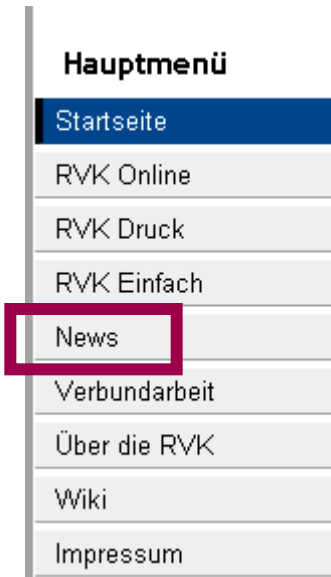 Hauptmenü
Startseite
RVK Online
RVK Druck
RVK Einfach
News
Verbundarbeit
Über die RVK
Wiki
Impressum